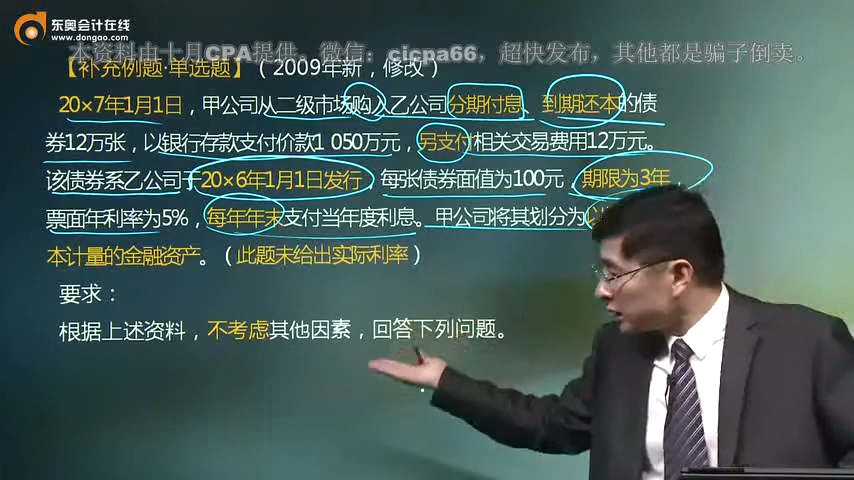 东奥会计在线
www.dongao.com
本资料由十月CPA提供。微信：cicpa66，超快发布，其他都是骗子倒卖。
【补充例题·单选题】（2009年新，修改）
20×7年1月1日，甲公司从二级市场购入乙公司分期付息、到期还本的债
券12万张，以银行存款支付价款1 050万元，另支付相关交易费用12万元。
该债券系乙公司于20×6年1月1日发行，每张债券面值为100元，期限为3年，
票面年利率为5%，每年年末支付当年度利息。甲公司将其划分为以
本计量的金融资产。（此题未给出实际利率）
要求：
根据上述资料，不考虑其他因素，回答下列问题。